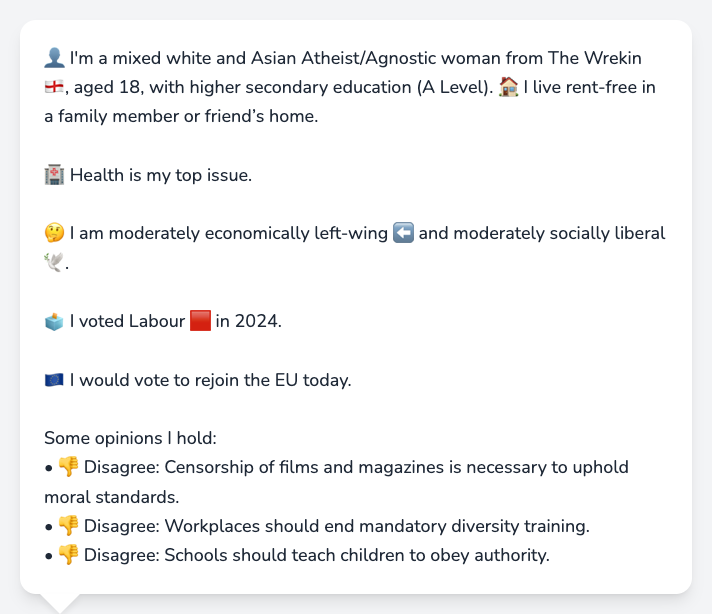 👤 I'm a mixed white and Asian Atheist/Agnostic woman from The Wrekin
🏴󠁧󠁢󠁥󠁮󠁧󠁿, aged 18, with higher secondary education (A Level). 🏠 I live rent-free in
a family member or friend’s home.
🏥 Health is my top issue.
🤔 I am moderately economically left-wing ⬅️ and moderately socially liberal
🕊️.
🗳️ I voted Labour 🟥 in 2024.
🇪🇺 I would vote to rejoin the EU today.
Some opinions I hold:
• 👎 Disagree: Censorship of films and magazines is necessary to uphold
moral standards.
• 👎 Disagree: Workplaces should end mandatory diversity training.
• 👎 Disagree: Schools should teach children to obey authority.